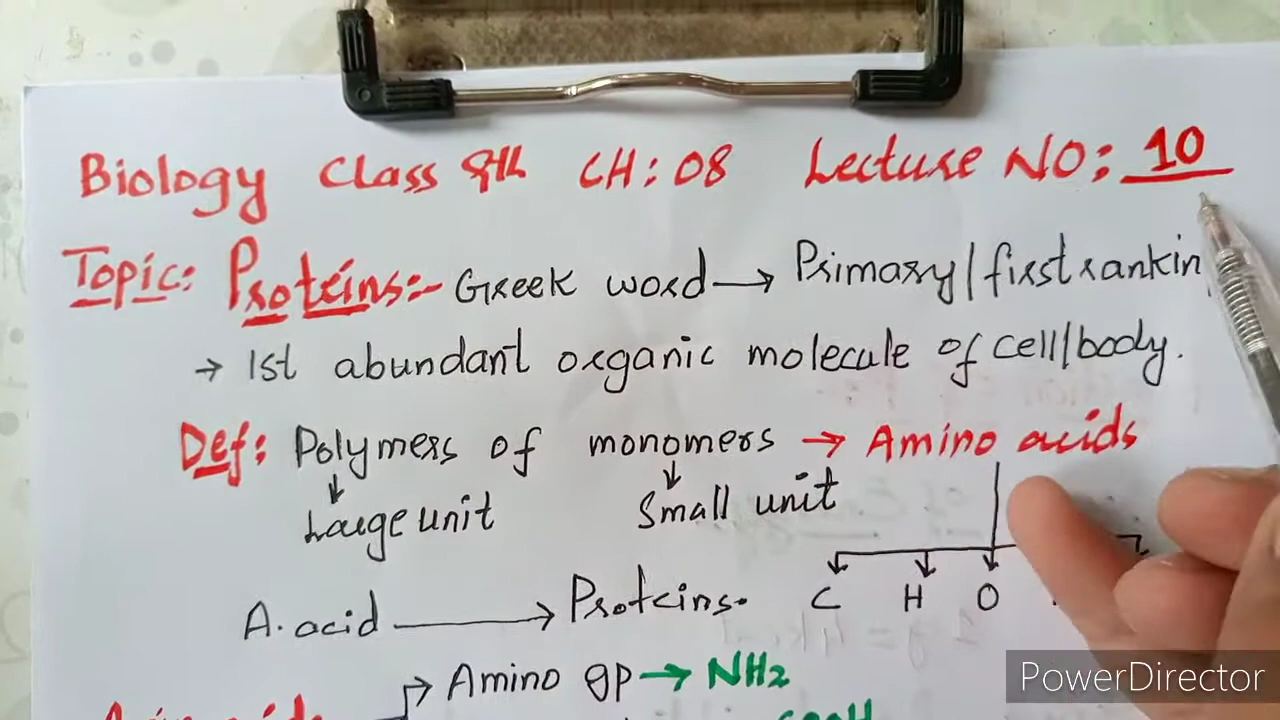 Biology Class 9th CH: 08 Lecture NO: 10
Topic: Proteins:- Greek word → Primary/first rankin
→ 1st abundant organic molecule of cell/body.
Def: Polymers of monomers → Amino acids
Large unit Small unit
A. acid → Proteins. C H O
Amino gp → NH2
COOH
PowerDirector